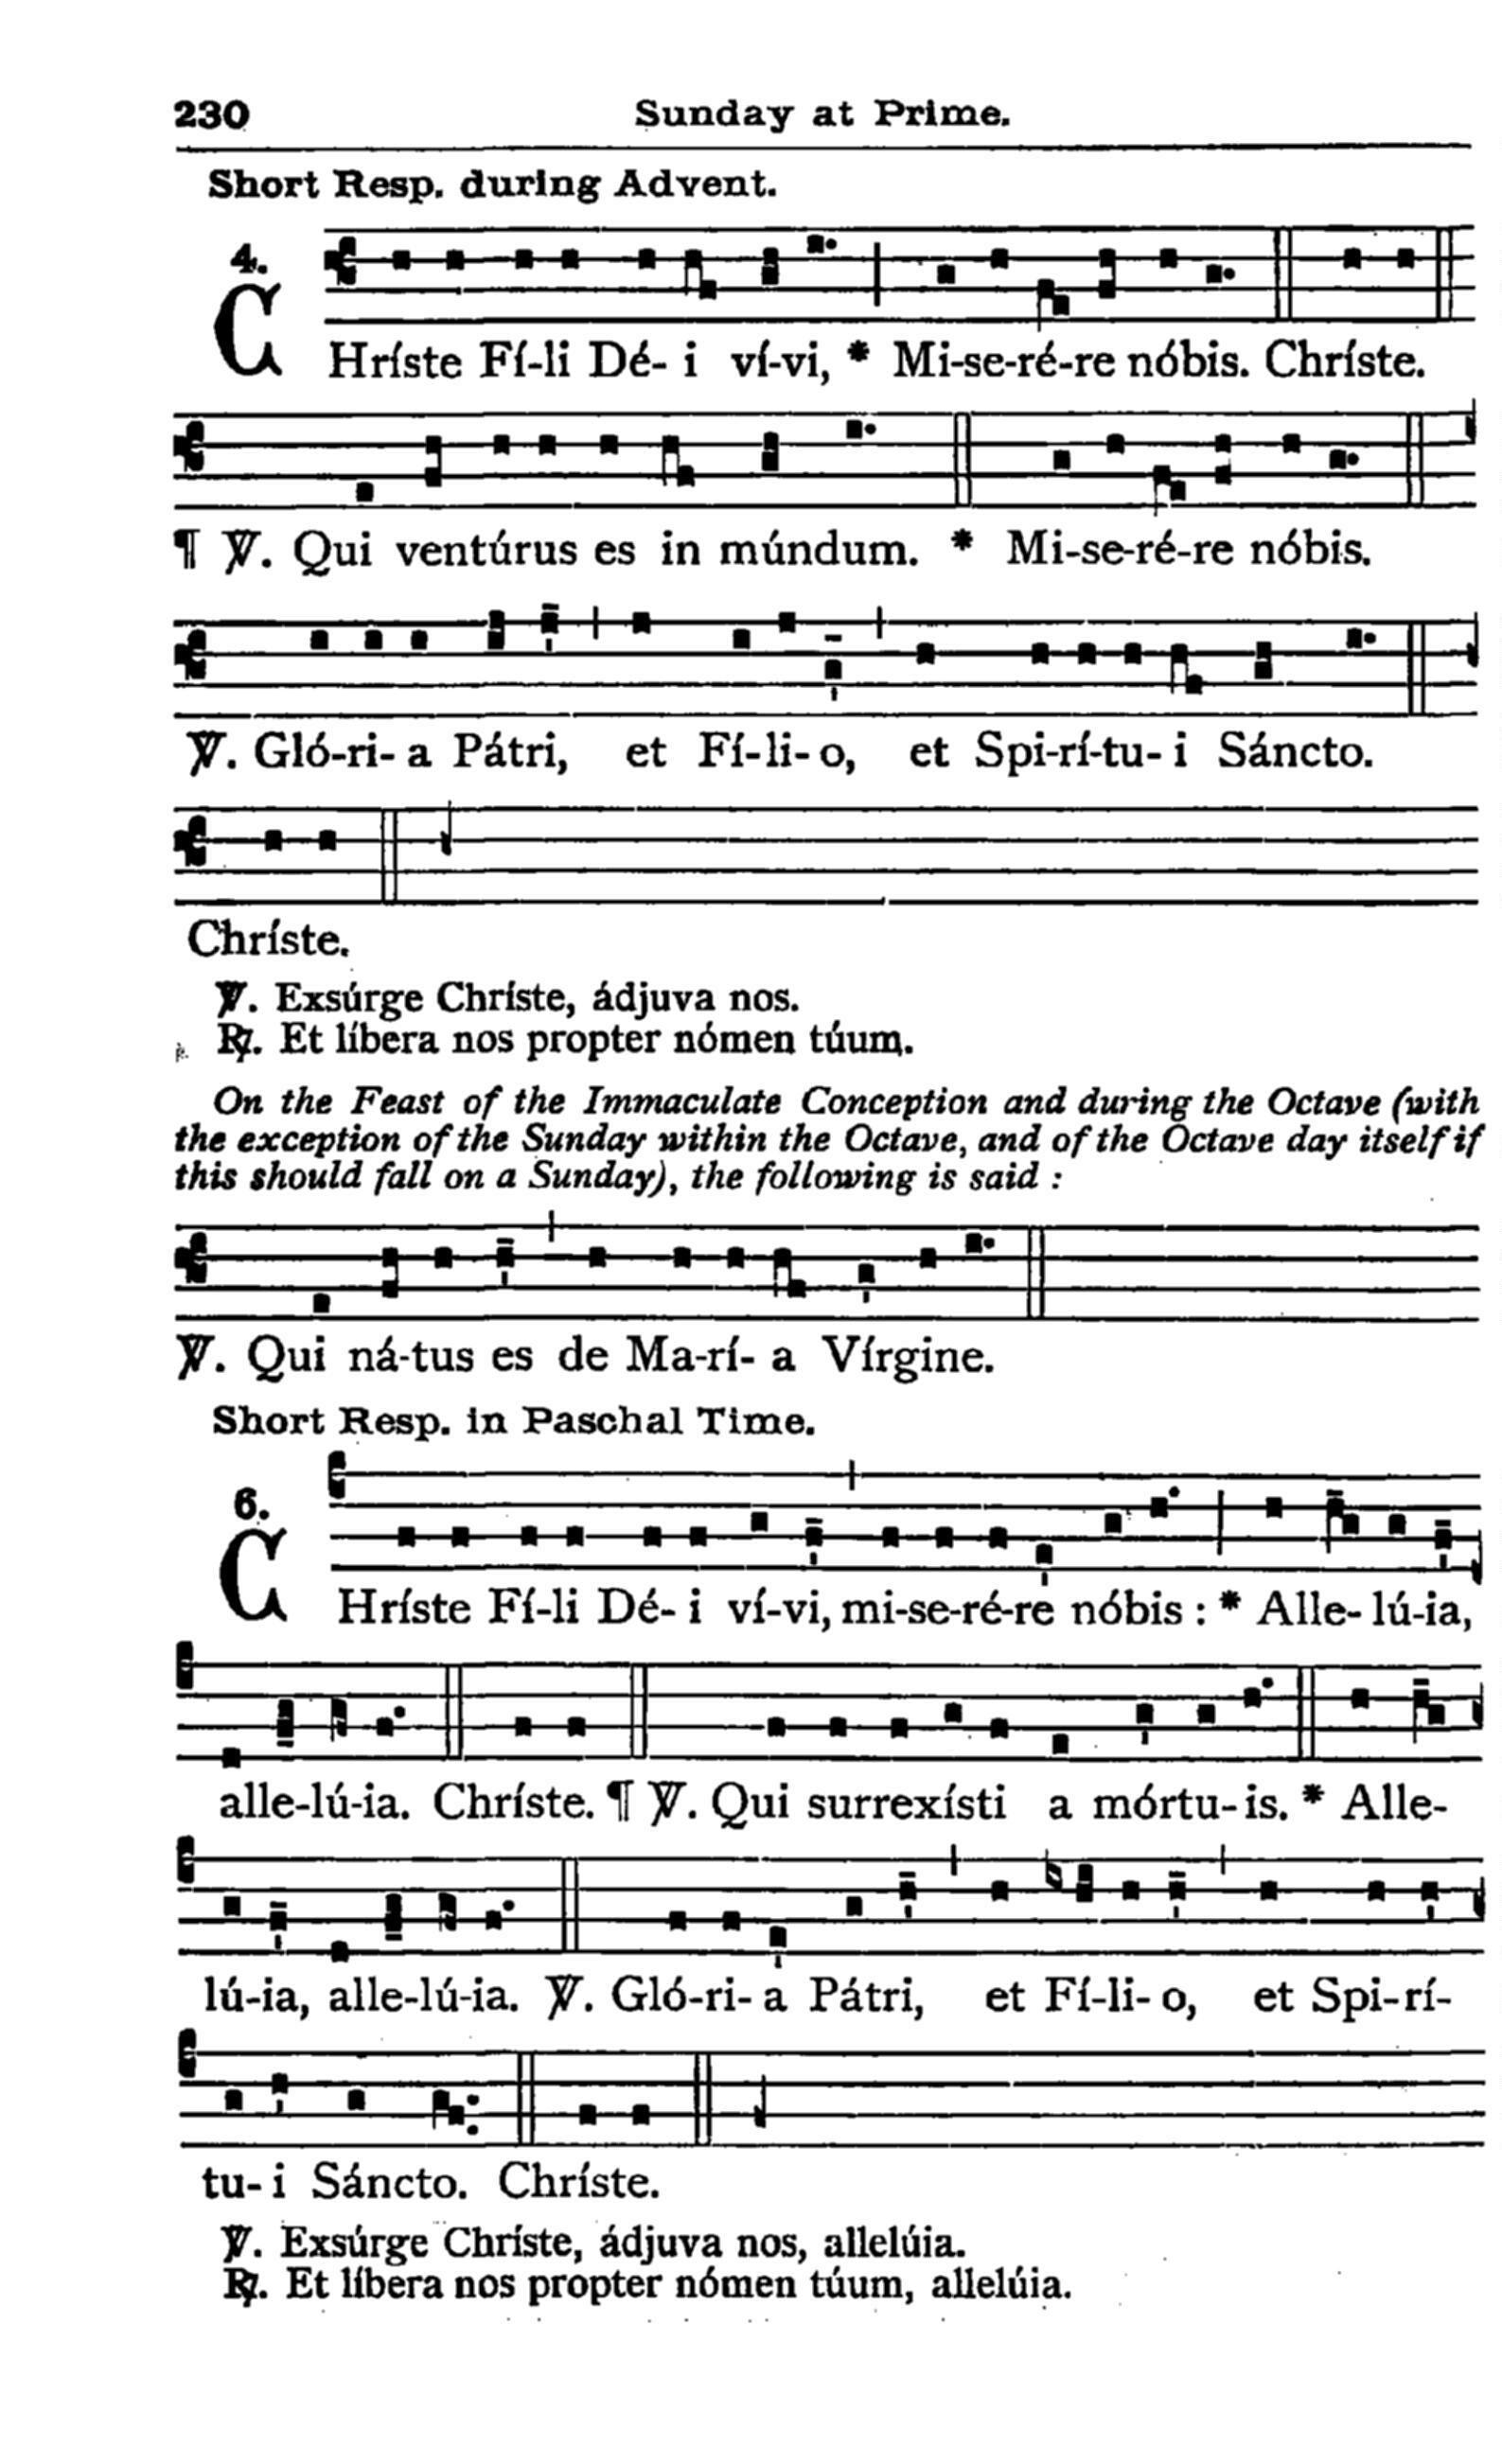 230 Sunday at Prime.
Short Resp. during Advent.
4.
CHríste Fí-li Dé- i ví-vi, * Mi-se-ré-re nóbis. Chríste.
¶ ℣. Qui ventúrus es in múndum. * Mi-se-ré-re nóbis.
℣. Gló-ri- a Pátri, et Fí-li- o, et Spi-rí-tu- i Sáncto.
Chríste.
℣. Exsúrge Chríste, ádjuva nos.
℟. Et líbera nos propter nómen túum.
On the Feast of the Immaculate Conception and during the Octave (with
the exception of the Sunday within the Octave, and of the Octave day itself if
this should fall on a Sunday), the following is said :
℣. Qui ná-tus es de Ma-rí- a Vírgine.
Short Resp. in Paschal Time.
6.
CHríste Fí-li Dé- i ví-vi, mi-se-ré-re nóbis : * Alle- lú-ia,
alle-lú-ia. Chríste. ¶ ℣. Qui surrexísti a mórtu- is. * Alle-
lú-ia, alle-lú-ia. ℣. Gló-ri- a Pátri, et Fí-li- o, et Spi-rí-
tu- i Sáncto. Chríste.
℣. Exsúrge Chríste, ádjuva nos, allelúia.
℟. Et líbera nos propter nómen túum, allelúia.